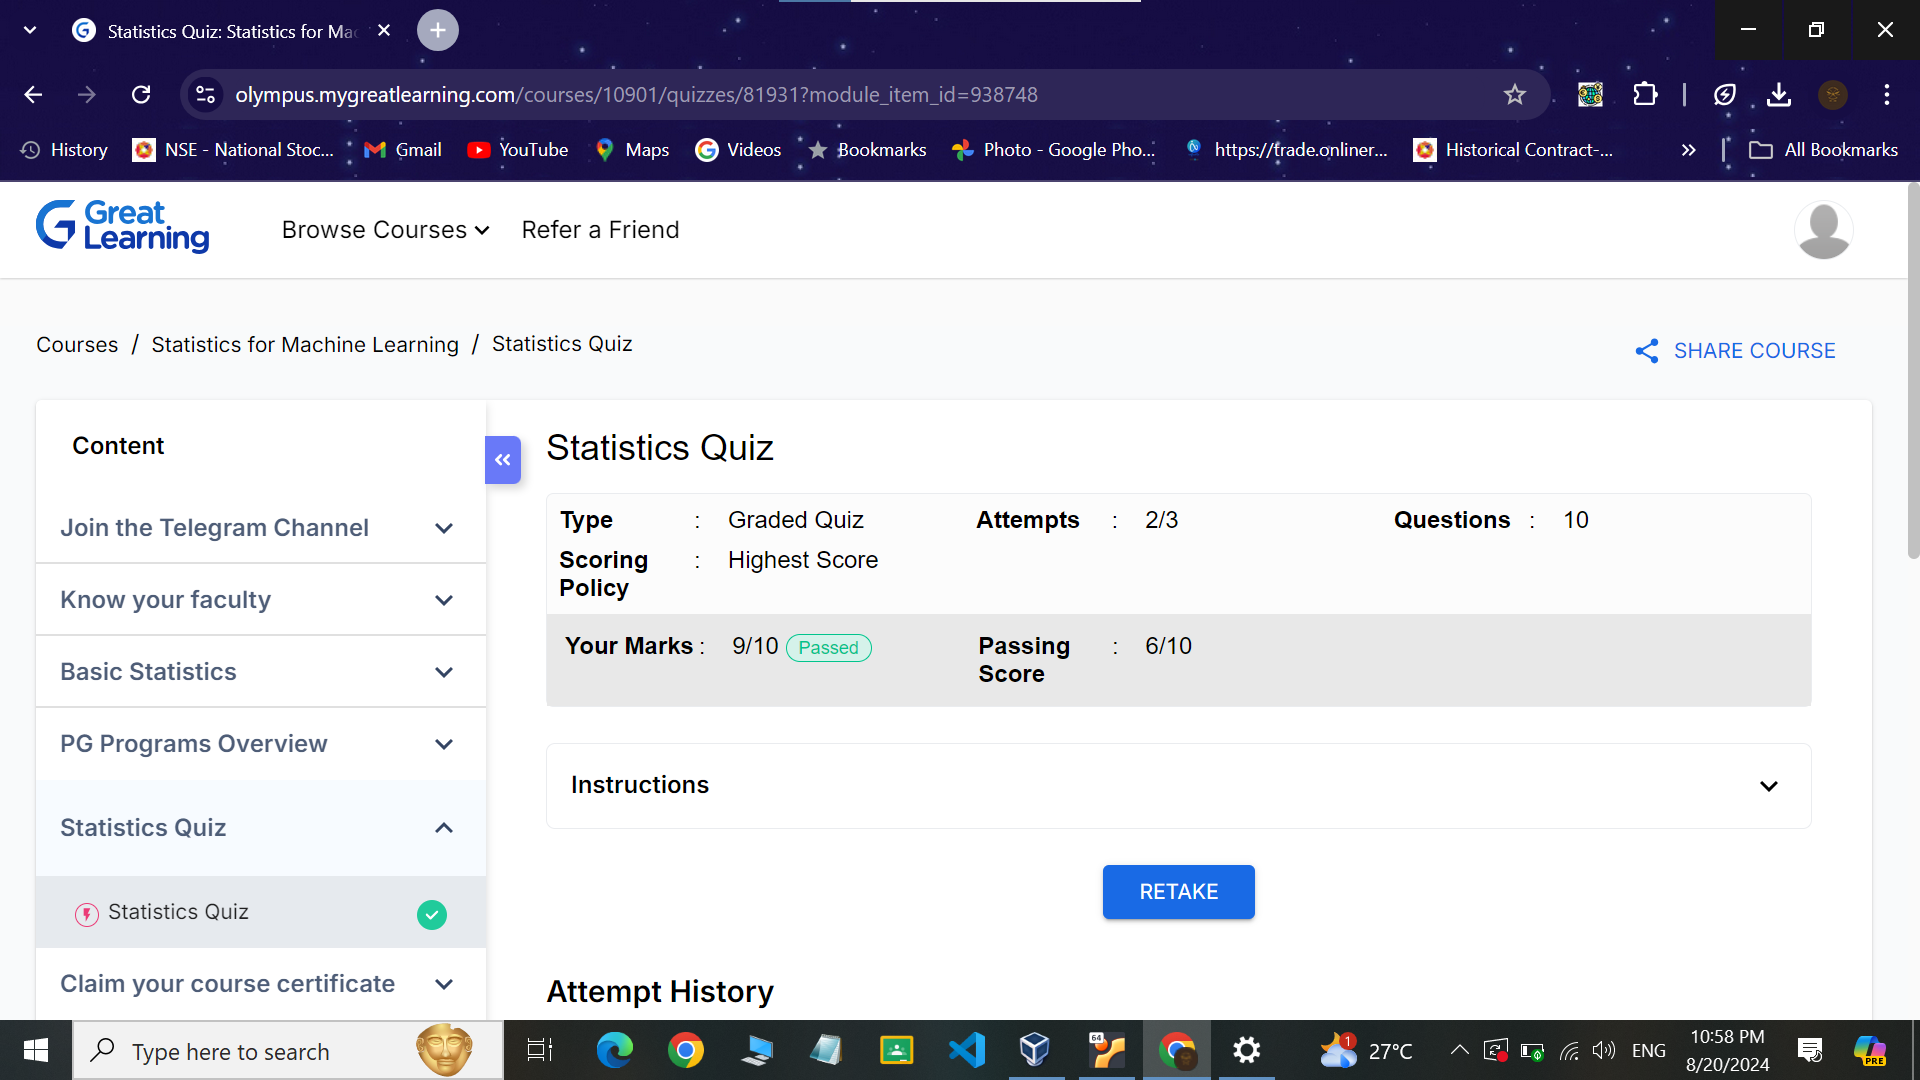 Statistics Quiz: Statistics for Mac
olympus.mygreatlearning.com/courses/10901/quizzes/81931?module_item_id=938748
History NSE - National Stoc... Gmail YouTube Maps Videos Bookmarks Photo - Google Pho... https://trade.onliner... Historical Contract-... All Bookmarks
Great
Learning
Browse Courses Refer a Friend
Courses / Statistics for Machine Learning / Statistics Quiz
SHARE COURSE
Content
Join the Telegram Channel
Know your faculty
Basic Statistics
PG Programs Overview
Statistics Quiz
Statistics Quiz
Claim your course certificate
Statistics Quiz
Type : Graded Quiz Attempts : 2/3 Questions : 10
Scoring : Highest Score
Policy
Your Marks : 9/10 Passed Passing : 6/10
Score
Instructions
RETAKE
Attempt History
Type here to search
64
1
27°C
ENG
10:58 PM
8/20/2024
PRE